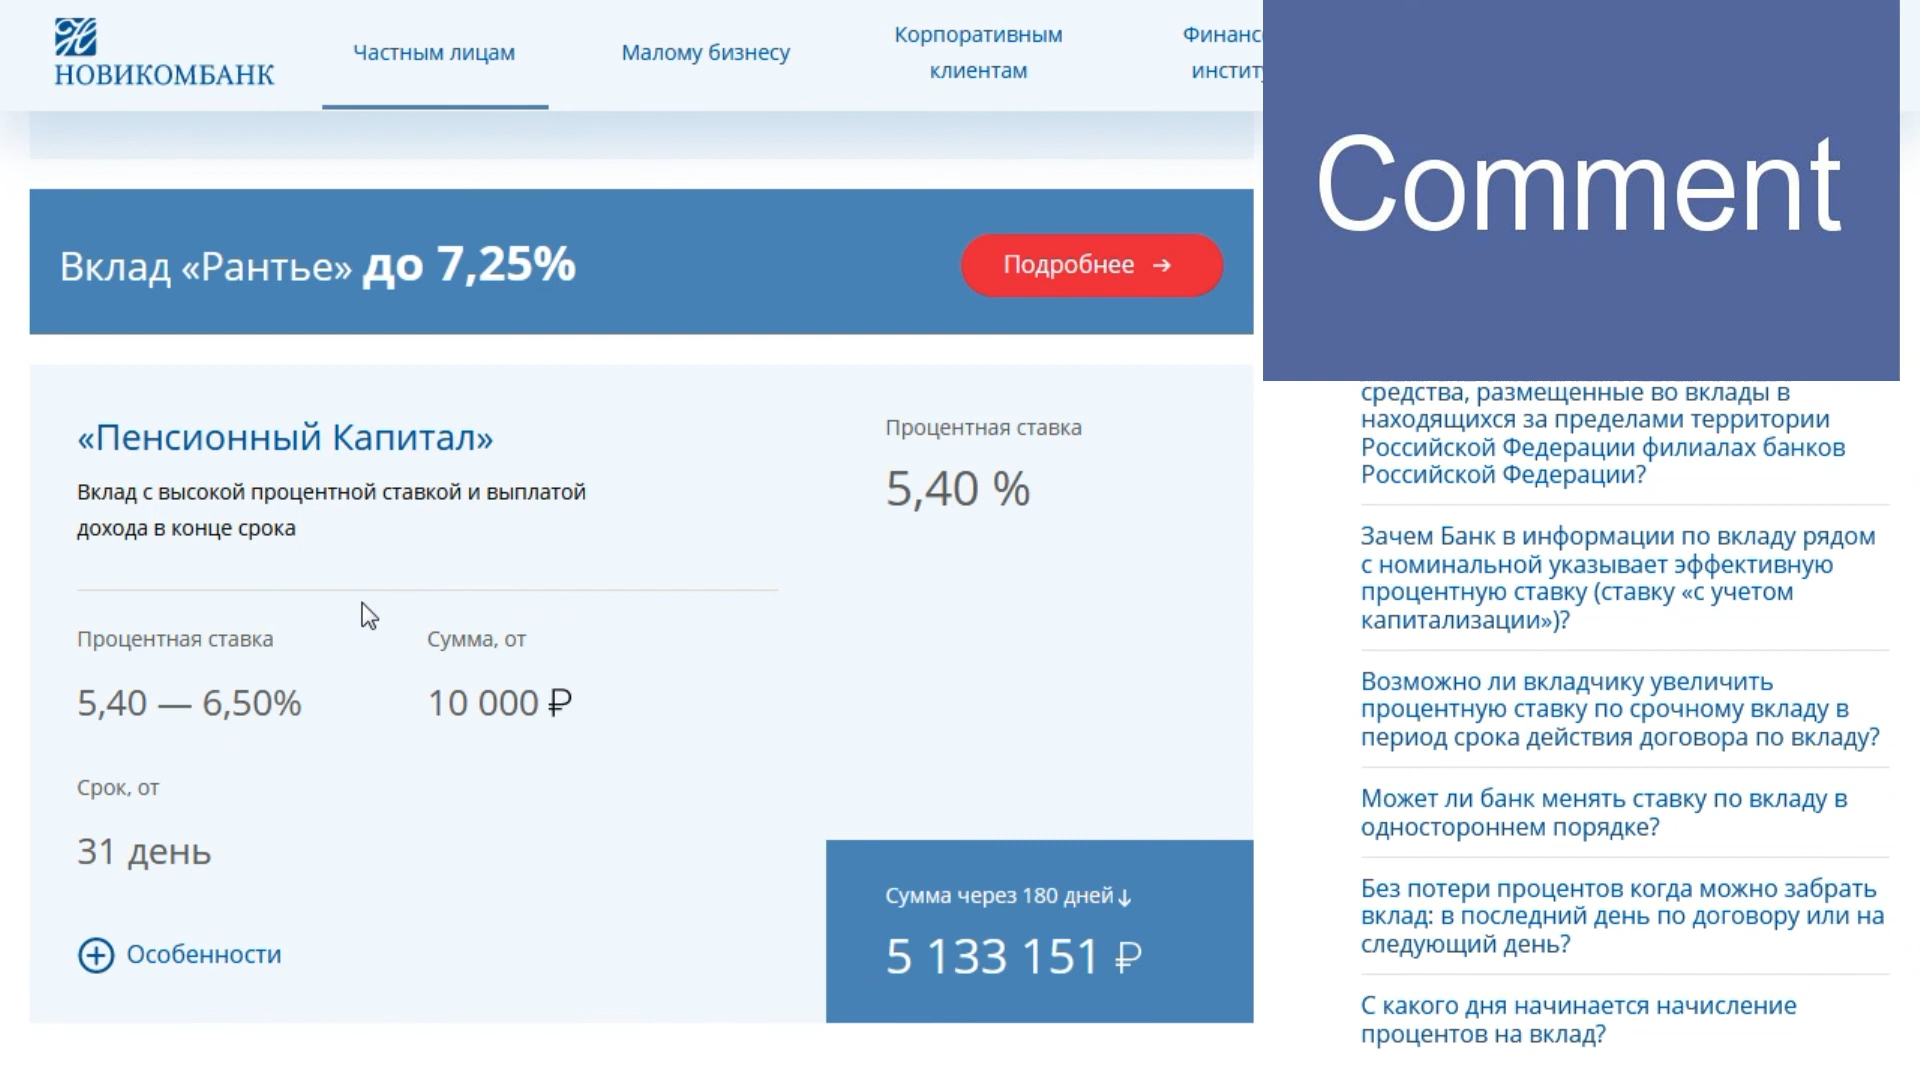 НОВИКОМБАНК
Частным лицам
Малому бизнесу
Корпоративным
клиентам
Comment
Вклад «Рантье» до 7,25%
Подробнее →
«Пенсионный Капитал»
Вклад с высокой процентной ставкой и выплатой
дохода в конце срока
Процентная ставка
5,40 %
Процентная ставка
5,40 — 6,50%
Сумма, от
10 000 ₽
Срок, от
31 день
Особенности
Сумма через 180 дней↓
5 133 151 ₽
средства, размещенные во вклады в
находящихся за пределами территории
Российской Федерации филиалах банков
Российской Федерации?
Зачем Банк в информации по вкладу рядом
с номинальной указывает эффективную
процентную ставку (ставку «с учетом
капитализации»)?
Возможно ли вкладчику увеличить
процентную ставку по срочному вкладу в
период срока действия договора по вкладу?
Может ли банк менять ставку по вкладу в
одностороннем порядке?
Без потери процентов когда можно забрать
вклад: в последний день по договору или на
следующий день?
С какого дня начинается начисление
процентов на вклад?